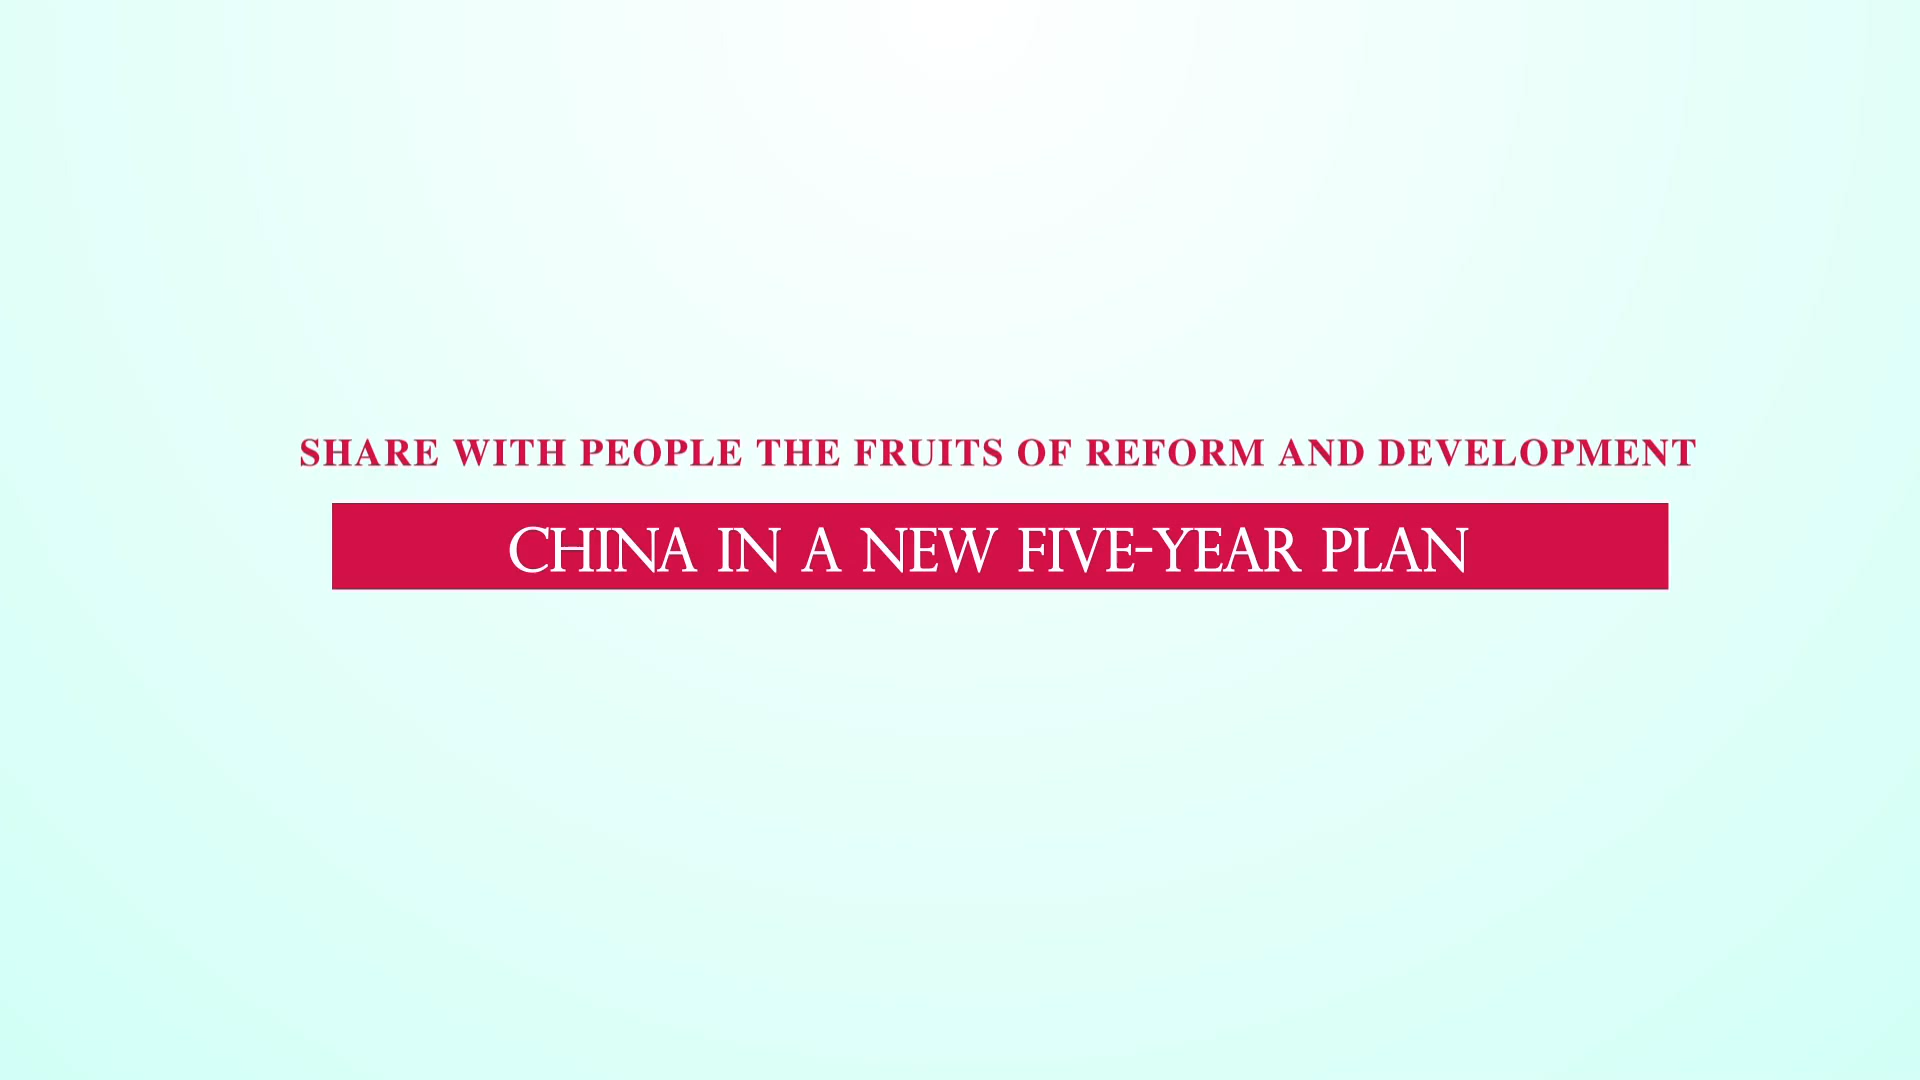 SHARE WITH PEOPLE THE FRUITS OF REFORM AND DEVELOPMENT
CHINA IN A NEW FIVE-YEAR PLAN